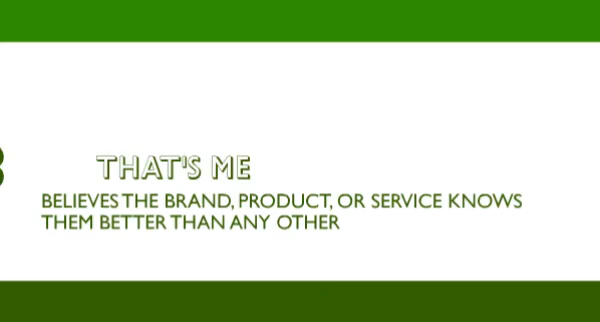 THAT'S ME
BELIEVES THE BRAND, PRODUCT, OR SERVICE KNOWS
THEM BETTER THAN ANY OTHER